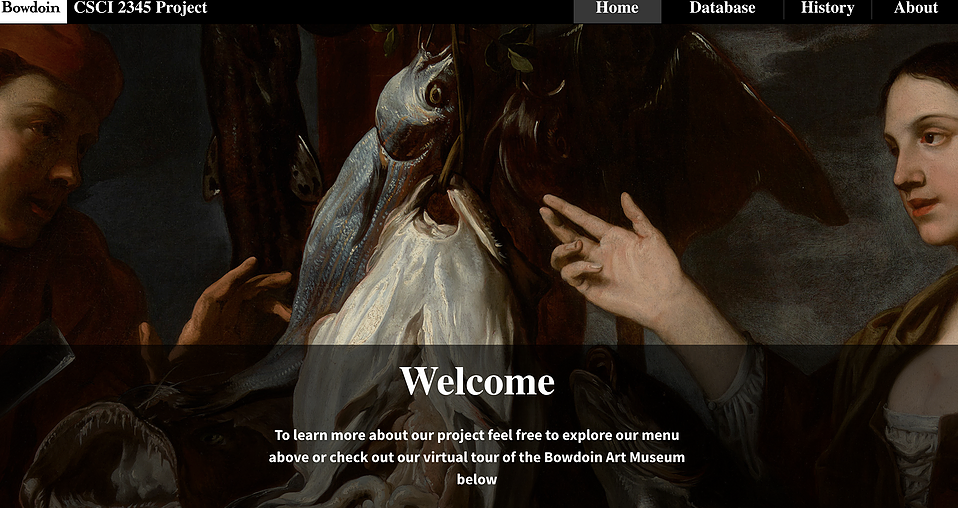 Bowdoin CSCI 2345 Project Home Database History About
Welcome
To learn more about our project feel free to explore our menu
above or check out our virtual tour of the Bowdoin Art Museum
below